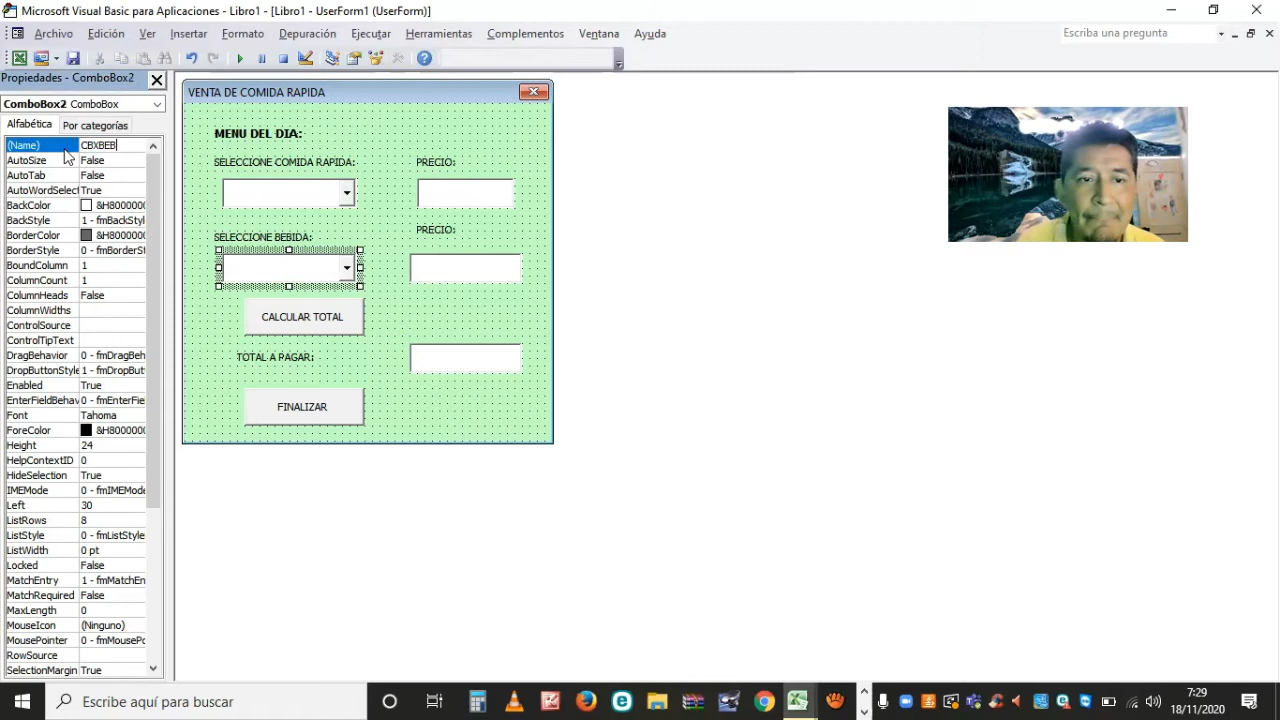 Microsoft Visual Basic para Aplicaciones - Libro1 - [Libro1 - UserForm1 (UserForm)]
Archivo Edición Ver Insertar Formato Depuración Ejecutar Herramientas Complementos Ventana Ayuda
Escriba una pregunta
Propiedades - ComboBox2
ComboBox2 ComboBox
Alfabética Por categorías
(Name) CBXBEB
AutoSize False
AutoTab False
AutoWordSelect True
BackColor &H8000000
BackStyle 1 - fmBackStyl
BorderColor &H8000000
BorderStyle 0 - fmBorderSt
BoundColumn 1
ColumnCount 1
ColumnHeads False
ColumnWidths
ControlSource
ControlTipText
DragBehavior 0 - fmDragBeh
DropButtonStyle 1 - fmDropButt
Enabled True
EnterFieldBehav 0 - fmEnterFiel
Font Tahoma
ForeColor &H8000000
Height 24
HelpContextID 0
HideSelection True
IMEMode 0 - fmIMEMode
Left 30
ListRows 8
ListStyle 0 - fmListStyle
ListWidth 0 pt
Locked False
MatchEntry 1 - fmMatchEn
MatchRequired False
MaxLength 0
MouseIcon (Ninguno)
MousePointer 0 - fmMousePo
RowSource
SelectionMargin True
VENTA DE COMIDA RAPIDA
MENU DEL DIA:
SELECCIONE COMIDA RAPIDA: PRECIO:
SELECCIONE BEBIDA: PRECIO:
CALCULAR TOTAL
TOTAL A PAGAR:
FINALIZAR
Escribe aquí para buscar
7:29
18/11/2020